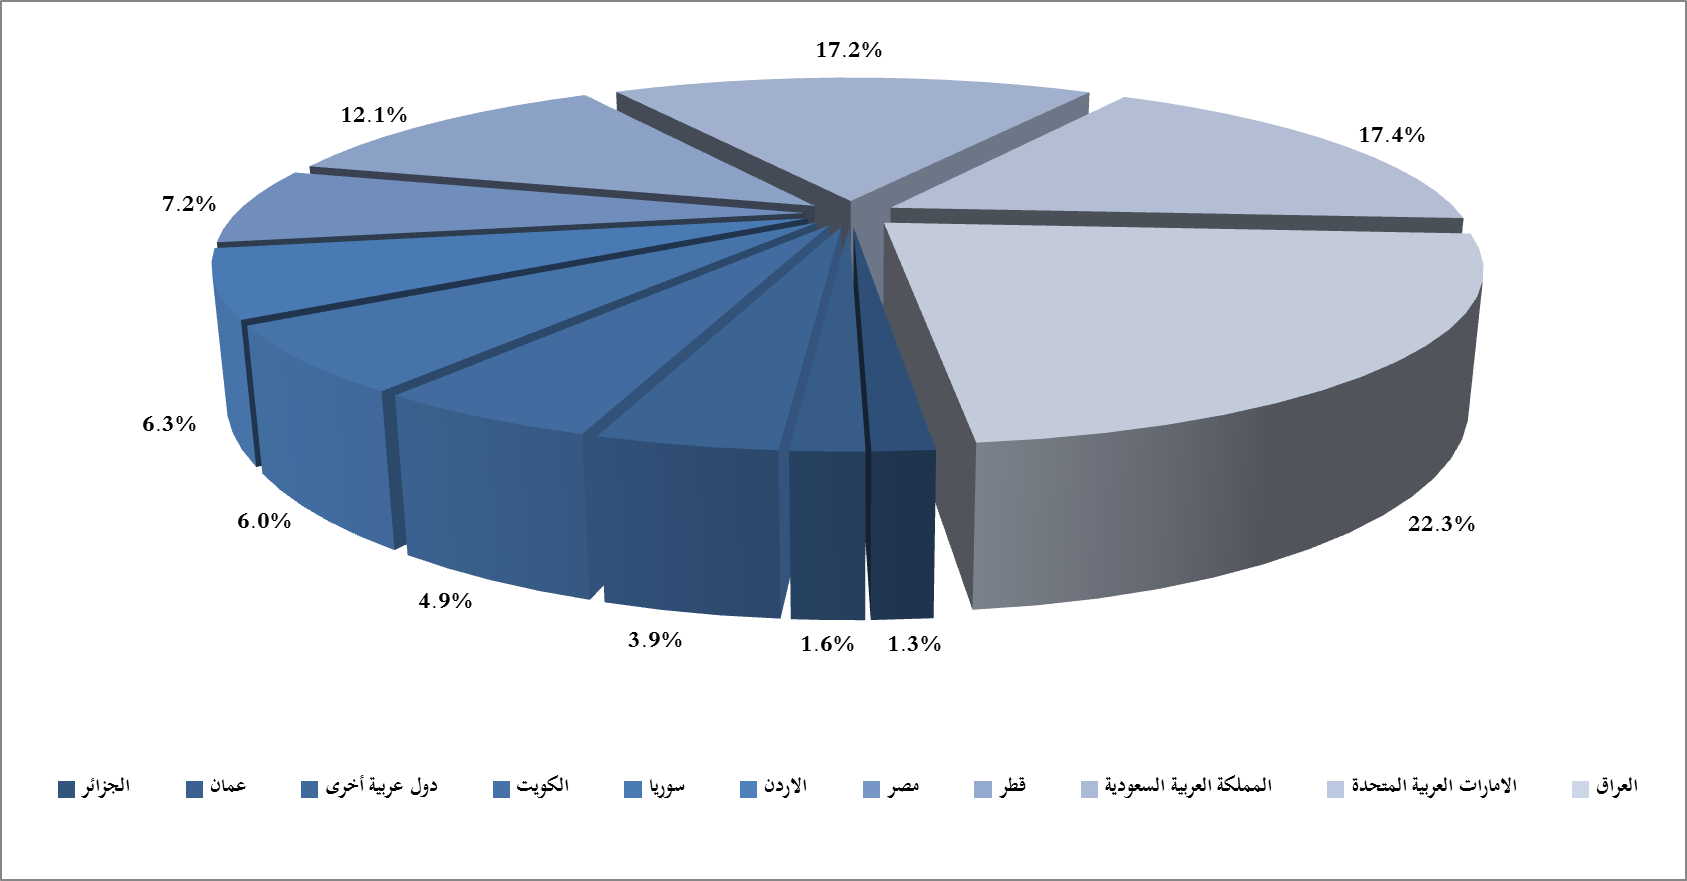 17.2%
12.1%
17.4%
7.2%
6.3%
6.0%
22.3%
4.9%
3.9%
1.6%
1.3%
العراق
الامارات العربية المتحدة
المملكة العربية السعودية
قطر
مصر
الاردن
سوريا
الكويت
دول عربية أخرى
عمان
الجزائر